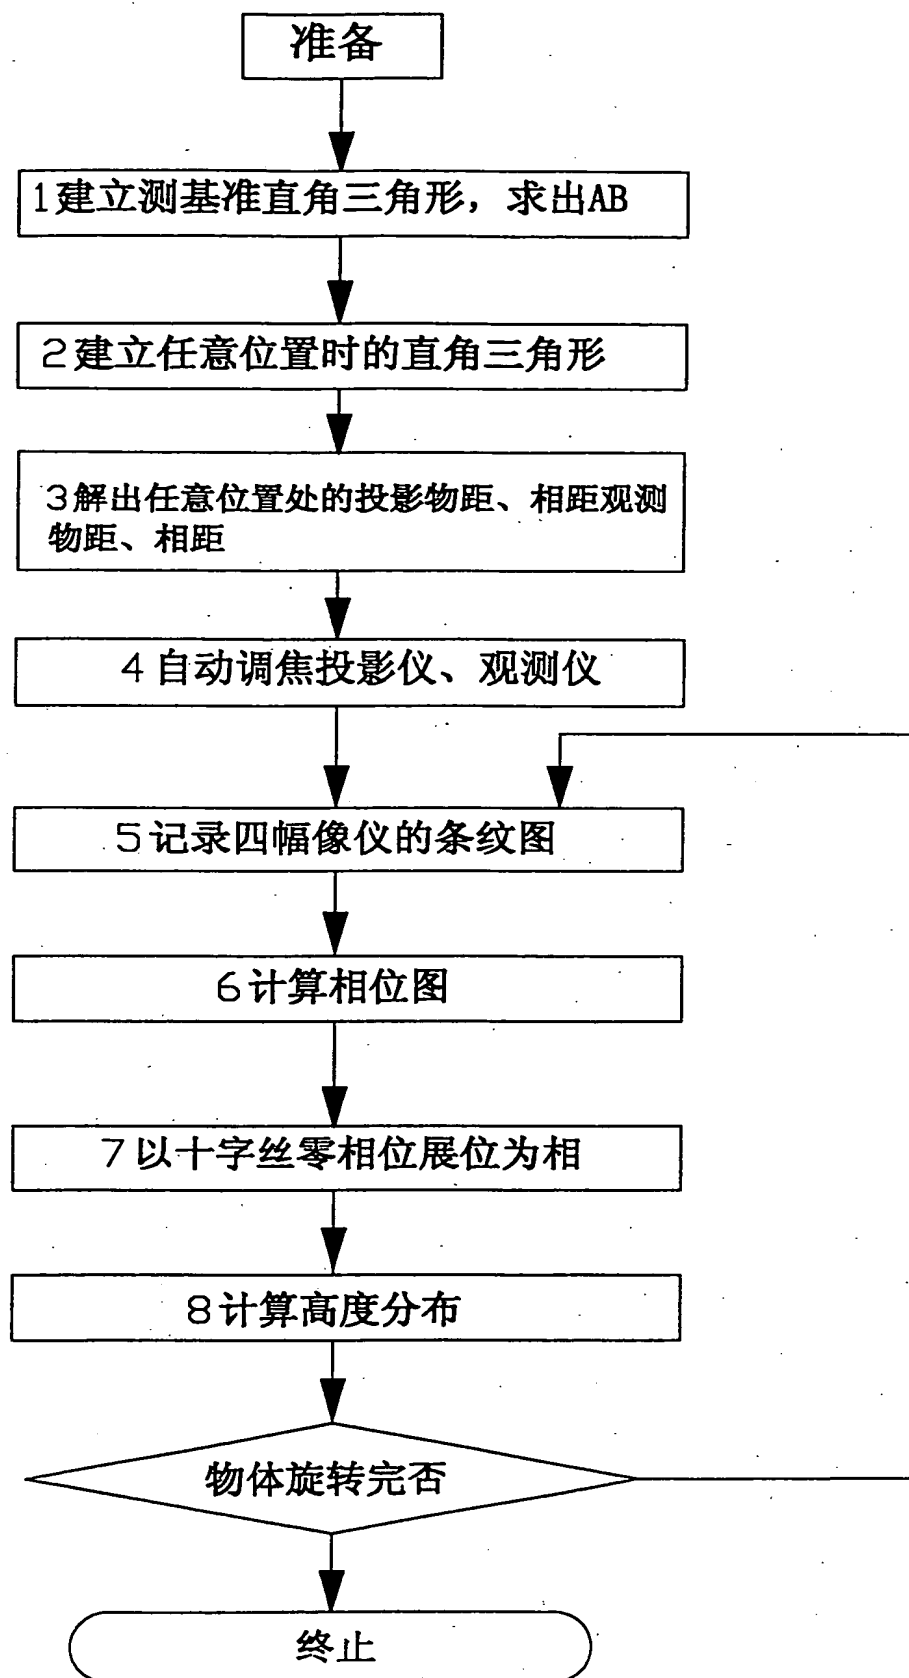 准备
1建立测基准直角三角形，求出AB
2建立任意位置时的直角三角形
3解出任意位置处的投影物距、相距观测
物距、相距
4自动调焦投影仪、观测仪
5记录四幅像仪的条纹图
6计算相位图
7以十字丝零相位展位为相
8计算高度分布
物体旋转完否
终止